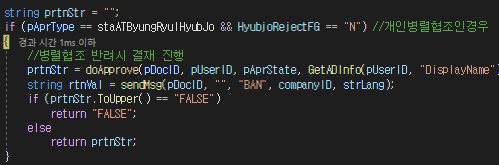 string prtnStr = "";
if (pAprType == staATByungRyulHyubJo && HyubjoRejectFG == "N") //개인병렬협조인경우
{ 경과 시간 1ms 이하
//병렬협조 반려시 결재 진행
prtnStr = doApprove(pDocID, pUserID, pAprState, GetADInfo(pUserID, "DisplayName")
string rtnVal = sendMsg(pDocID, "", "BAN", companyID, strLang);
if (prtnStr.ToUpper() == "FALSE")
return "FALSE";
else
return prtnStr;
}